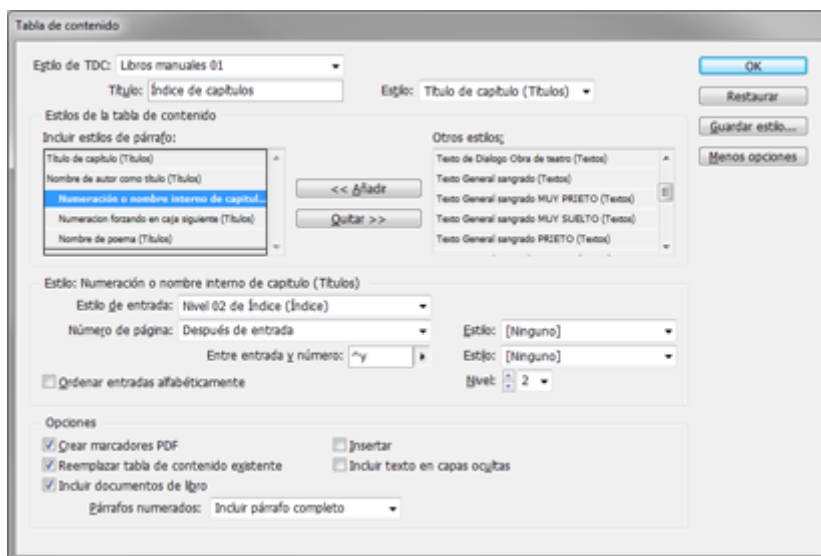 Tabla de contenido
Estilo de TDC: Libros manuales 01
OK
Título: Índice de capítulos Estilo: Título de capítulo (Títulos)
Restaurar
Estilos de la tabla de contenido
Guardar estilo...
Incluir estilos de párrafo: Otros estilos:
Menos opciones
Título de capítulo (Títulos)
Nombre de autor como título (Títulos)
Numeración o nombre interno de capítul...
Numeracion forzando en caja siguiente (Títulos)
Nombre de poema (Títulos)
<< Añadir
Quitar >>
Texto de Dialogo Obra de teatro (Textos)
Texto General sangrado (Textos)
Texto General sangrado MUY PRIETO (Textos)
Texto General sangrado MUY SUELTO (Textos)
Texto General sangrado PRIETO (Textos)
Estilo: Numeración o nombre interno de capítulo (Títulos)
Estilo de entrada: Nivel 02 de Índice (Índice)
Número de página: Después de entrada Estilo: [Ninguno]
Entre entrada y número: ^y Estilo: [Ninguno]
Ordenar entradas alfabéticamente Nivel: 2
Opciones
Crear marcadores PDF Insertar
Reemplazar tabla de contenido existente Incluir texto en capas ocultas
Incluir documentos de libro
Párrafos numerados: Incluir párrafo completo